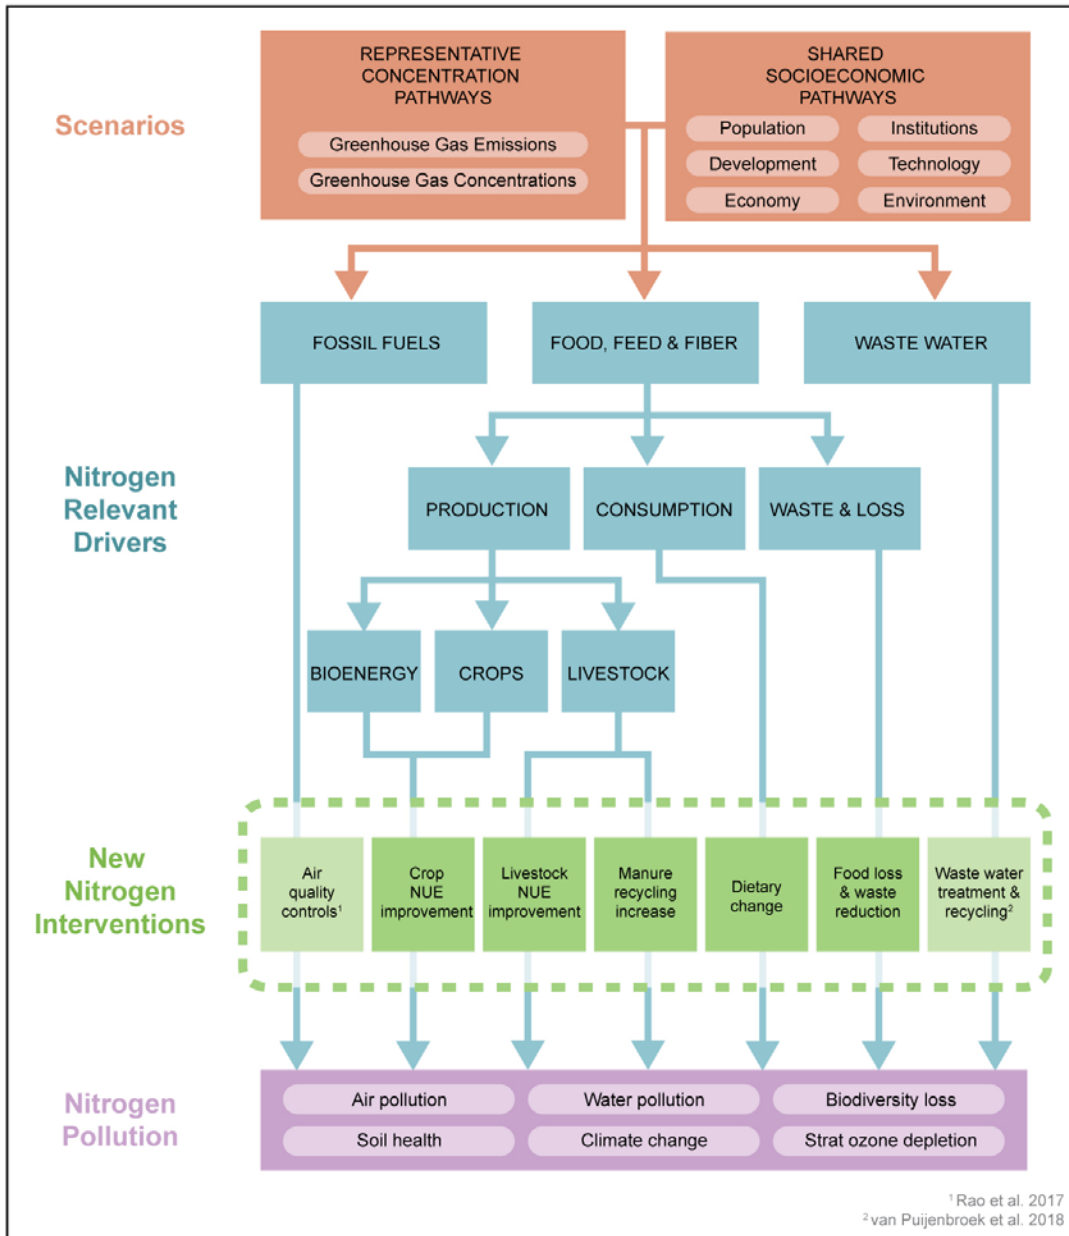 REPRESENTATIVE
CONCENTRATION
PATHWAYS
Greenhouse Gas Emissions
Greenhouse Gas Concentrations
SHARED
SOCIOECONOMIC
PATHWAYS
Population
Institutions
Development
Technology
Economy
Environment
Scenarios
FOSSIL FUELS
FOOD, FEED & FIBER
WASTE WATER
Nitrogen
Relevant
Drivers
PRODUCTION
CONSUMPTION
WASTE & LOSS
BIOENERGY
CROPS
LIVESTOCK
New
Nitrogen
Interventions
Air
quality
controls¹
Crop
NUE
improvement
Livestock
NUE
improvement
Manure
recycling
increase
Dietary
change
Food loss
& waste
reduction
Waste water
treatment &
recycling²
Nitrogen
Pollution
Air pollution
Water pollution
Biodiversity loss
Soil health
Climate change
Strat ozone depletion
¹ Rao et al. 2017
² van Puijenbroek et al. 2018